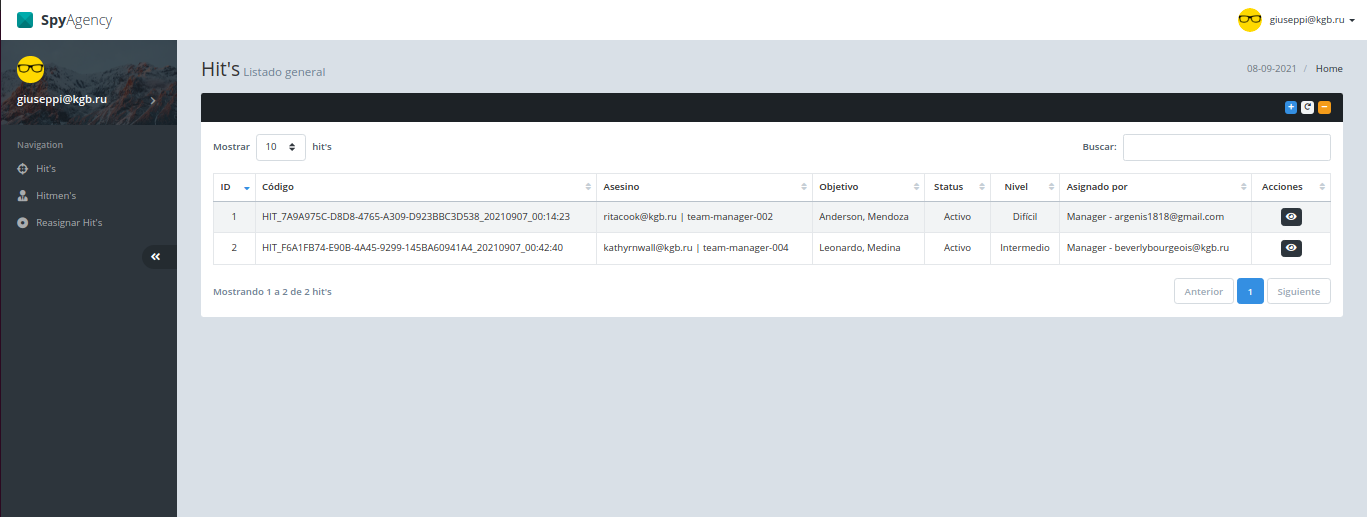 SpyAgency
giuseppi@kgb.ru
giuseppi@kgb.ru
Navigation
Hit's
Hitmen's
Reasignar Hit's
Hit's Listado general
08-09-2021 / Home
Mostrar 10 hit's
Buscar:
ID Código Asesino Objetivo Status Nivel Asignado por Acciones
1 HIT_7A9A975C-D8D8-4765-A309-D923BBC3D538_20210907_00:14:23 ritacook@kgb.ru | team-manager-002 Anderson, Mendoza Activo Difícil Manager - argenis1818@gmail.com
2 HIT_F6A1FB74-E90B-4A45-9299-145BA60941A4_20210907_00:42:40 kathyrnwall@kgb.ru | team-manager-004 Leonardo, Medina Activo Intermedio Manager - beverlybourgeois@kgb.ru
Mostrando 1 a 2 de 2 hit's
Anterior 1 Siguiente